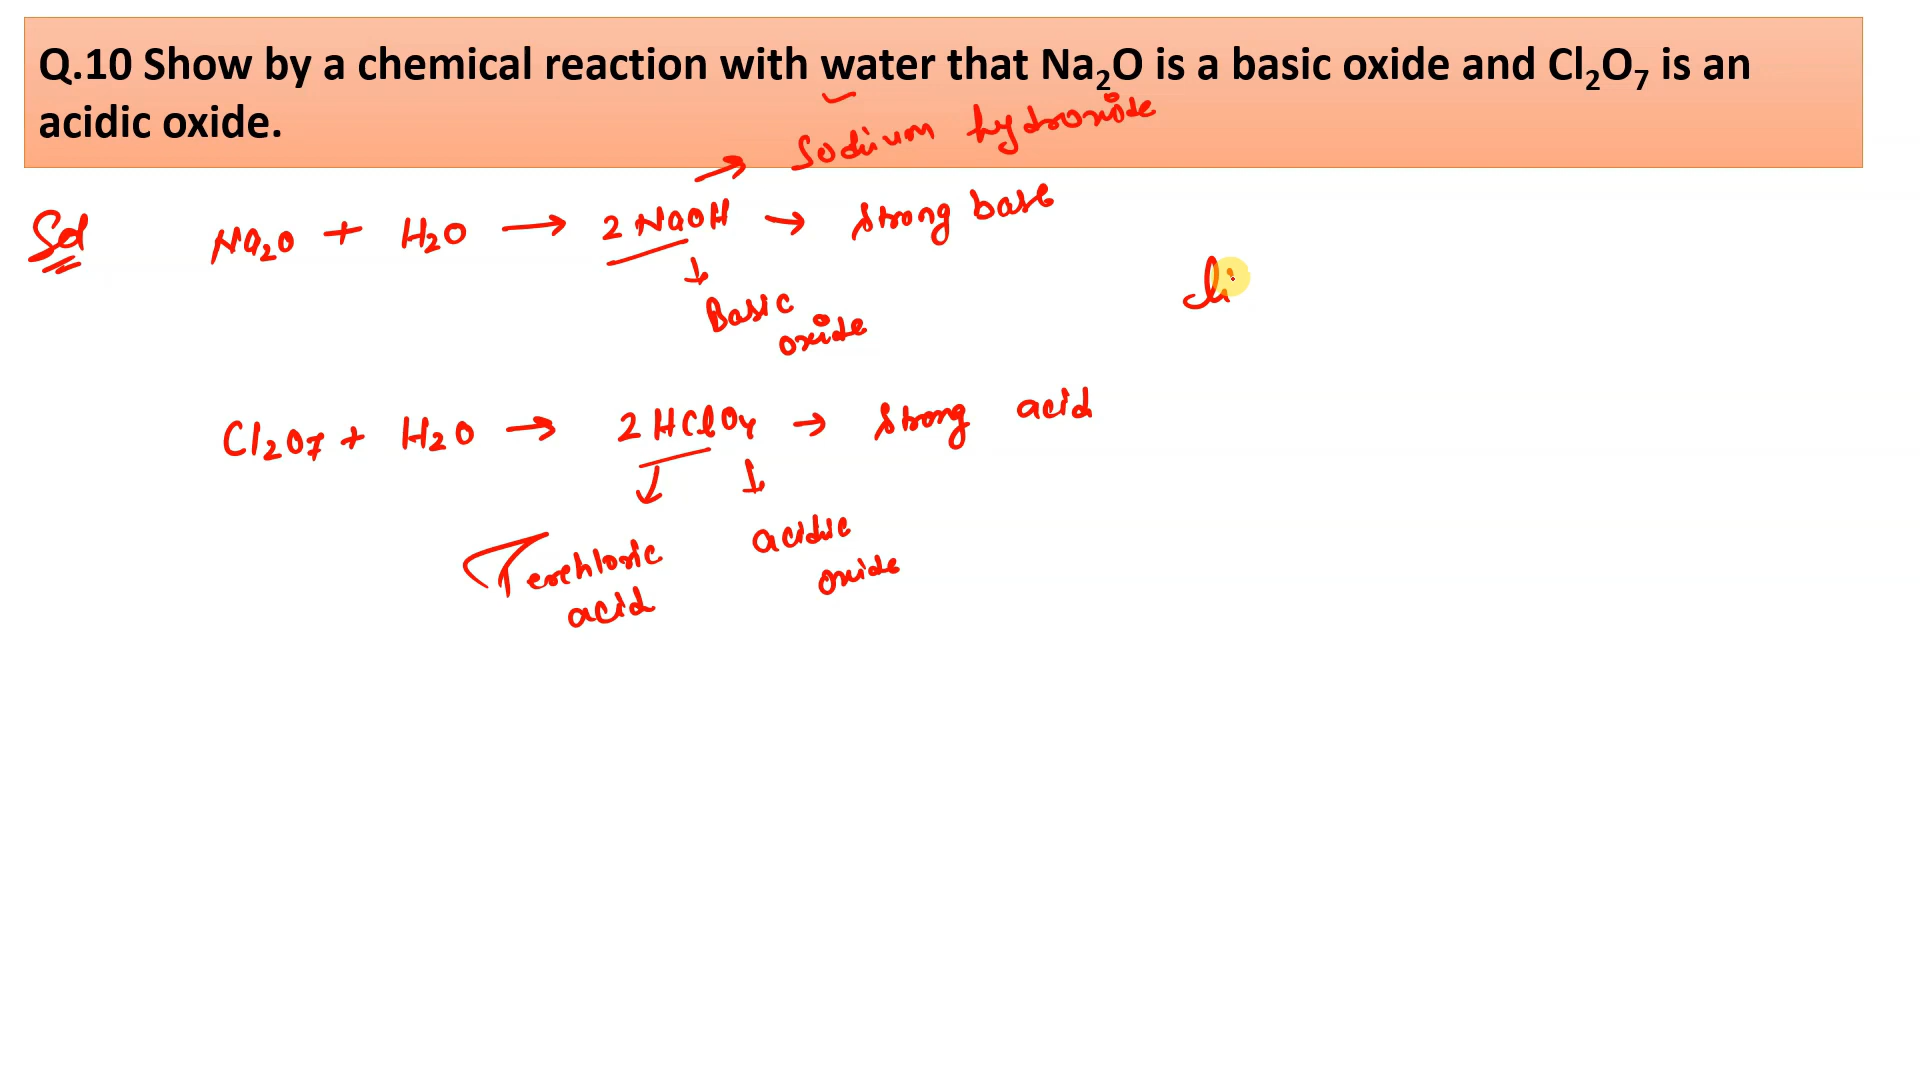 Q.10 Show by a chemical reaction with water that Na₂O is a basic oxide and Cl₂O₇ is an
acidic oxide.
→ Sodium hydroxide
Sol Na₂O + H₂O → 2 NaOH → Strong base
↓
Basic
oxide
Cl₂O₇ + H₂O → 2 HClO₄ → Strong acid
↓ ↓
acidic
acid oxide